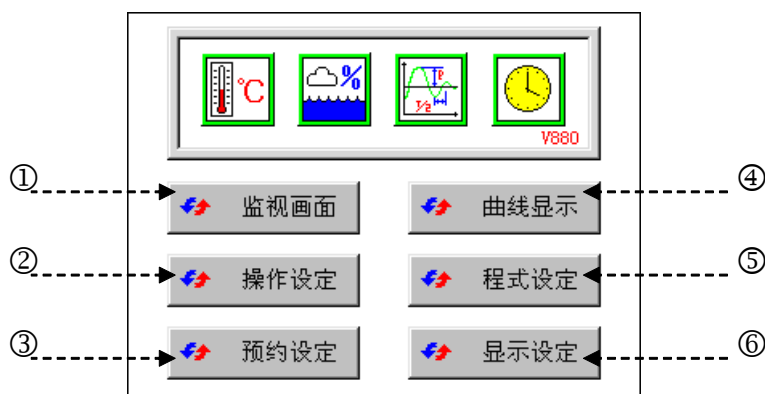 ℃
%
P
T/2
V880
① 监视画面 曲线显示 ④
② 操作设定 程式设定 ⑤
③ 预约设定 显示设定 ⑥